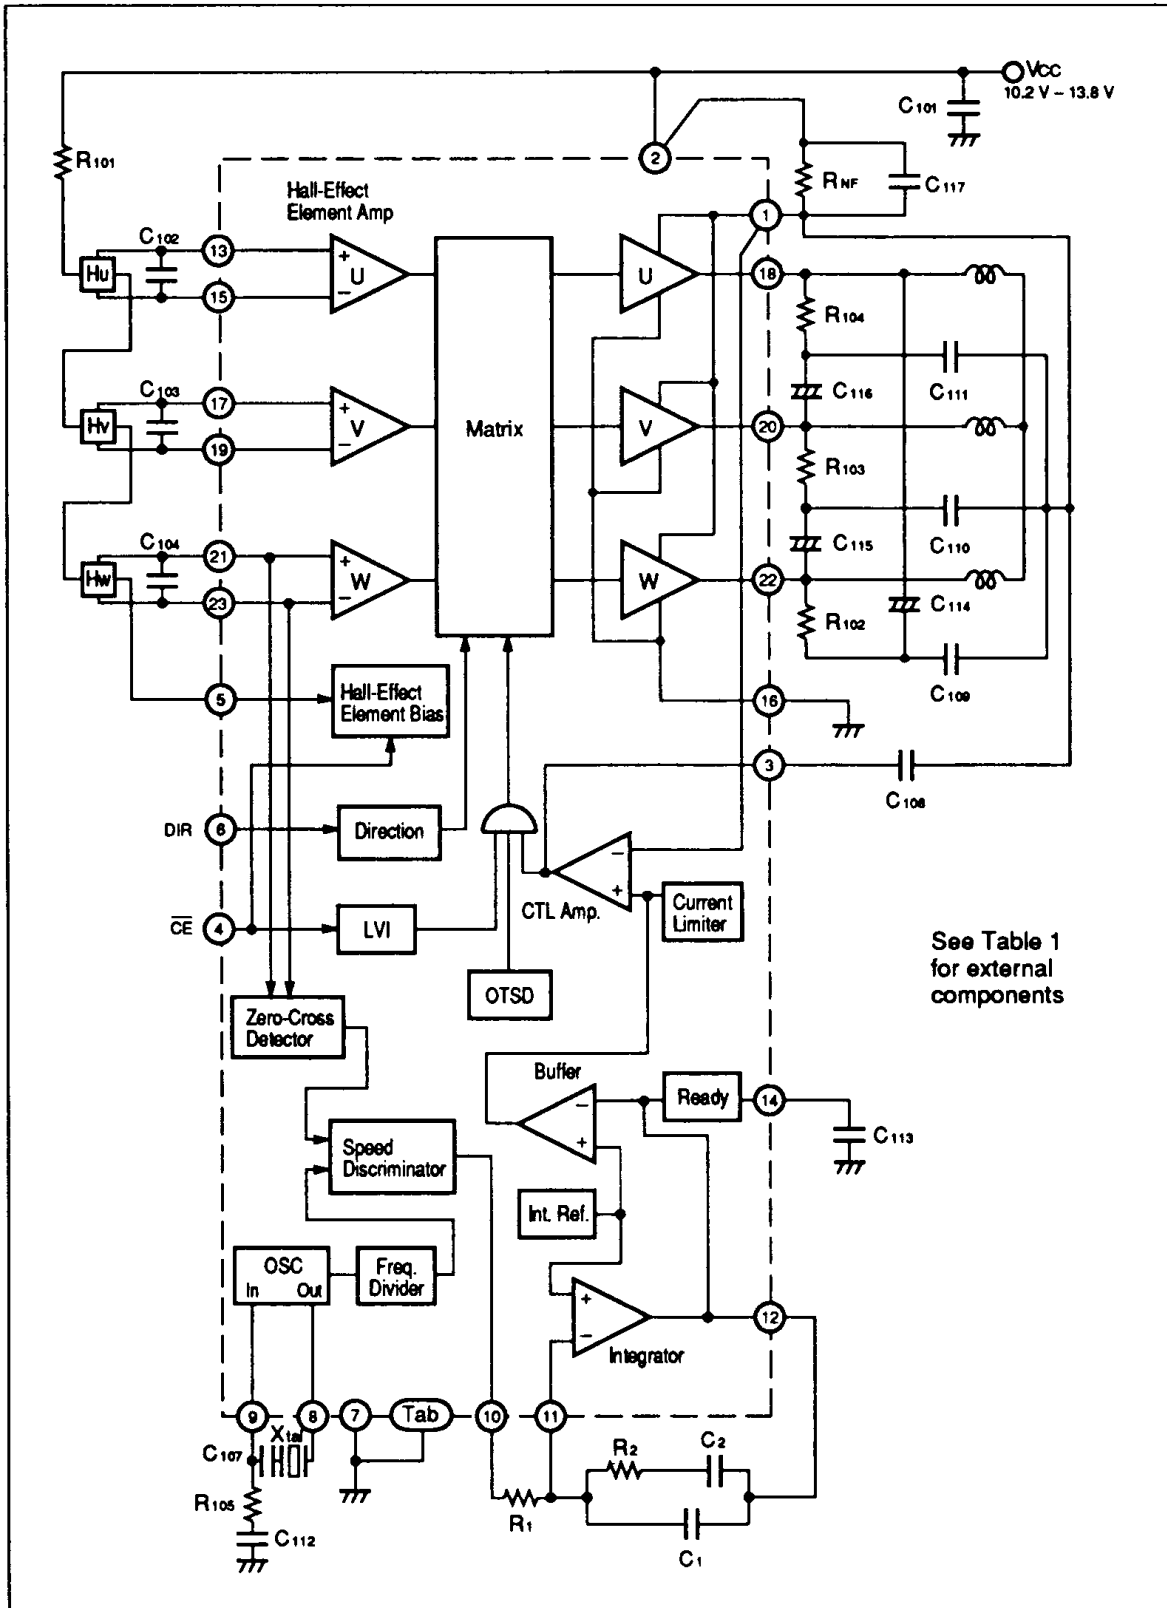 Vcc
10.2 V – 13.8 V
C101
R101
2
RNF
C117
Hall-Effect
Element Amp
1
C102
13
Hu
+
U
−
15
U
18
R104
C116
C111
C103
17
Hv
+
V
−
19
Matrix
V
20
R103
C115
C110
C104
21
Hw
+
W
−
23
W
22
R102
C114
C109
5
Hall-Effect
Element Bias
16
3
C108
DIR
6
Direction
−
+
CTL Amp.
Current
Limiter
CE
4
LVI
See Table 1
for external
components
OTSD
Zero-Cross
Detector
Buffer
−
+
Ready
14
C113
Speed
Discriminator
Int. Ref.
OSC
In
Out
Freq.
Divider
+
−
Integrator
12
9
8
7
Tab
10
11
Xtal
C107
R105
C112
R1
R2
C2
C1